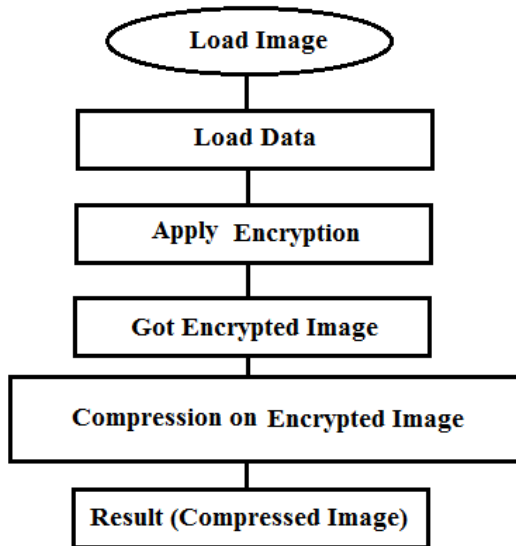 Load Image
Load Data
Apply Encryption
Got Encrypted Image
Compression on Encrypted Image
Result (Compressed Image)